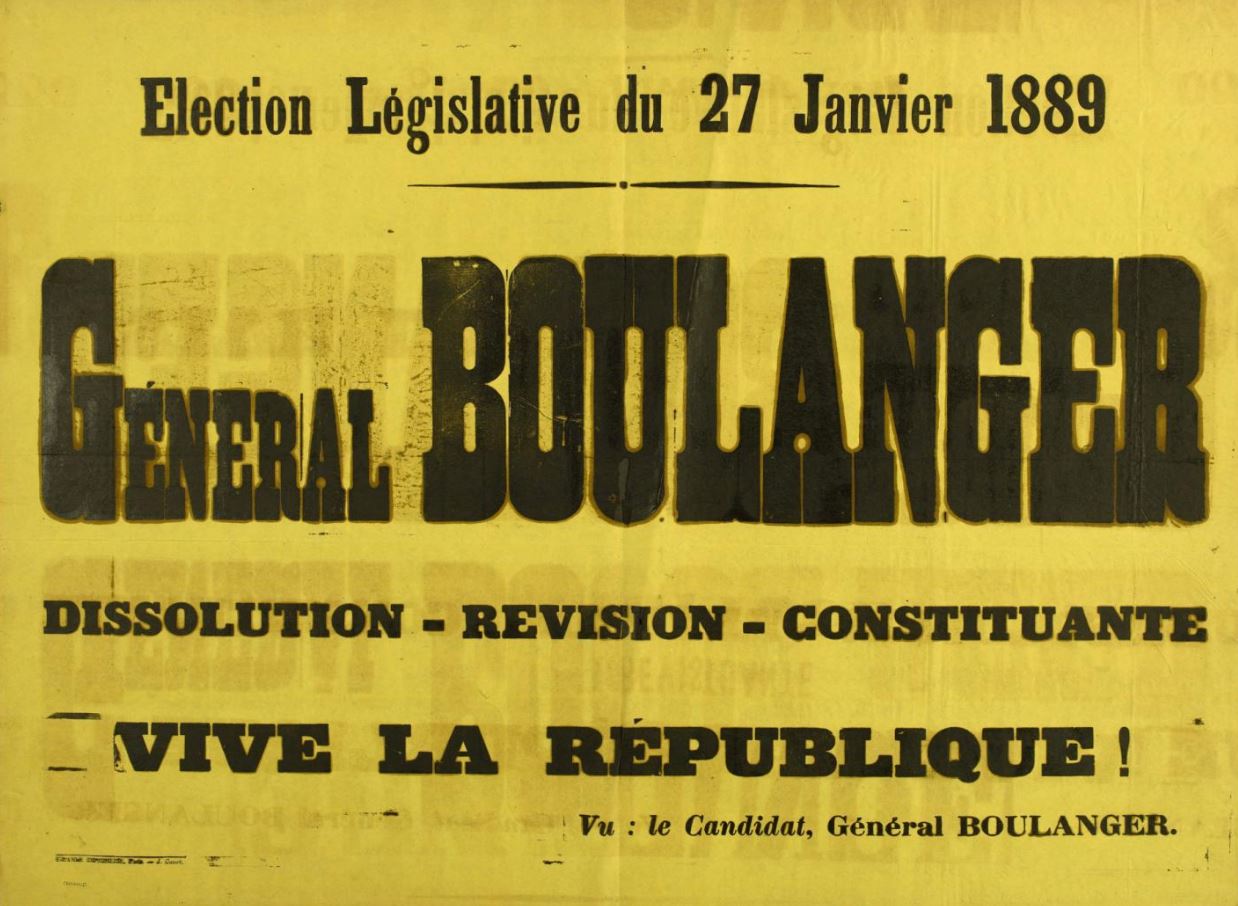 Election Législative du 27 Janvier 1889
GÉNÉRAL BOULANGER
DISSOLUTION - REVISION - CONSTITUANTE
VIVE LA RÉPUBLIQUE !
Vu : le Candidat, Général BOULANGER.